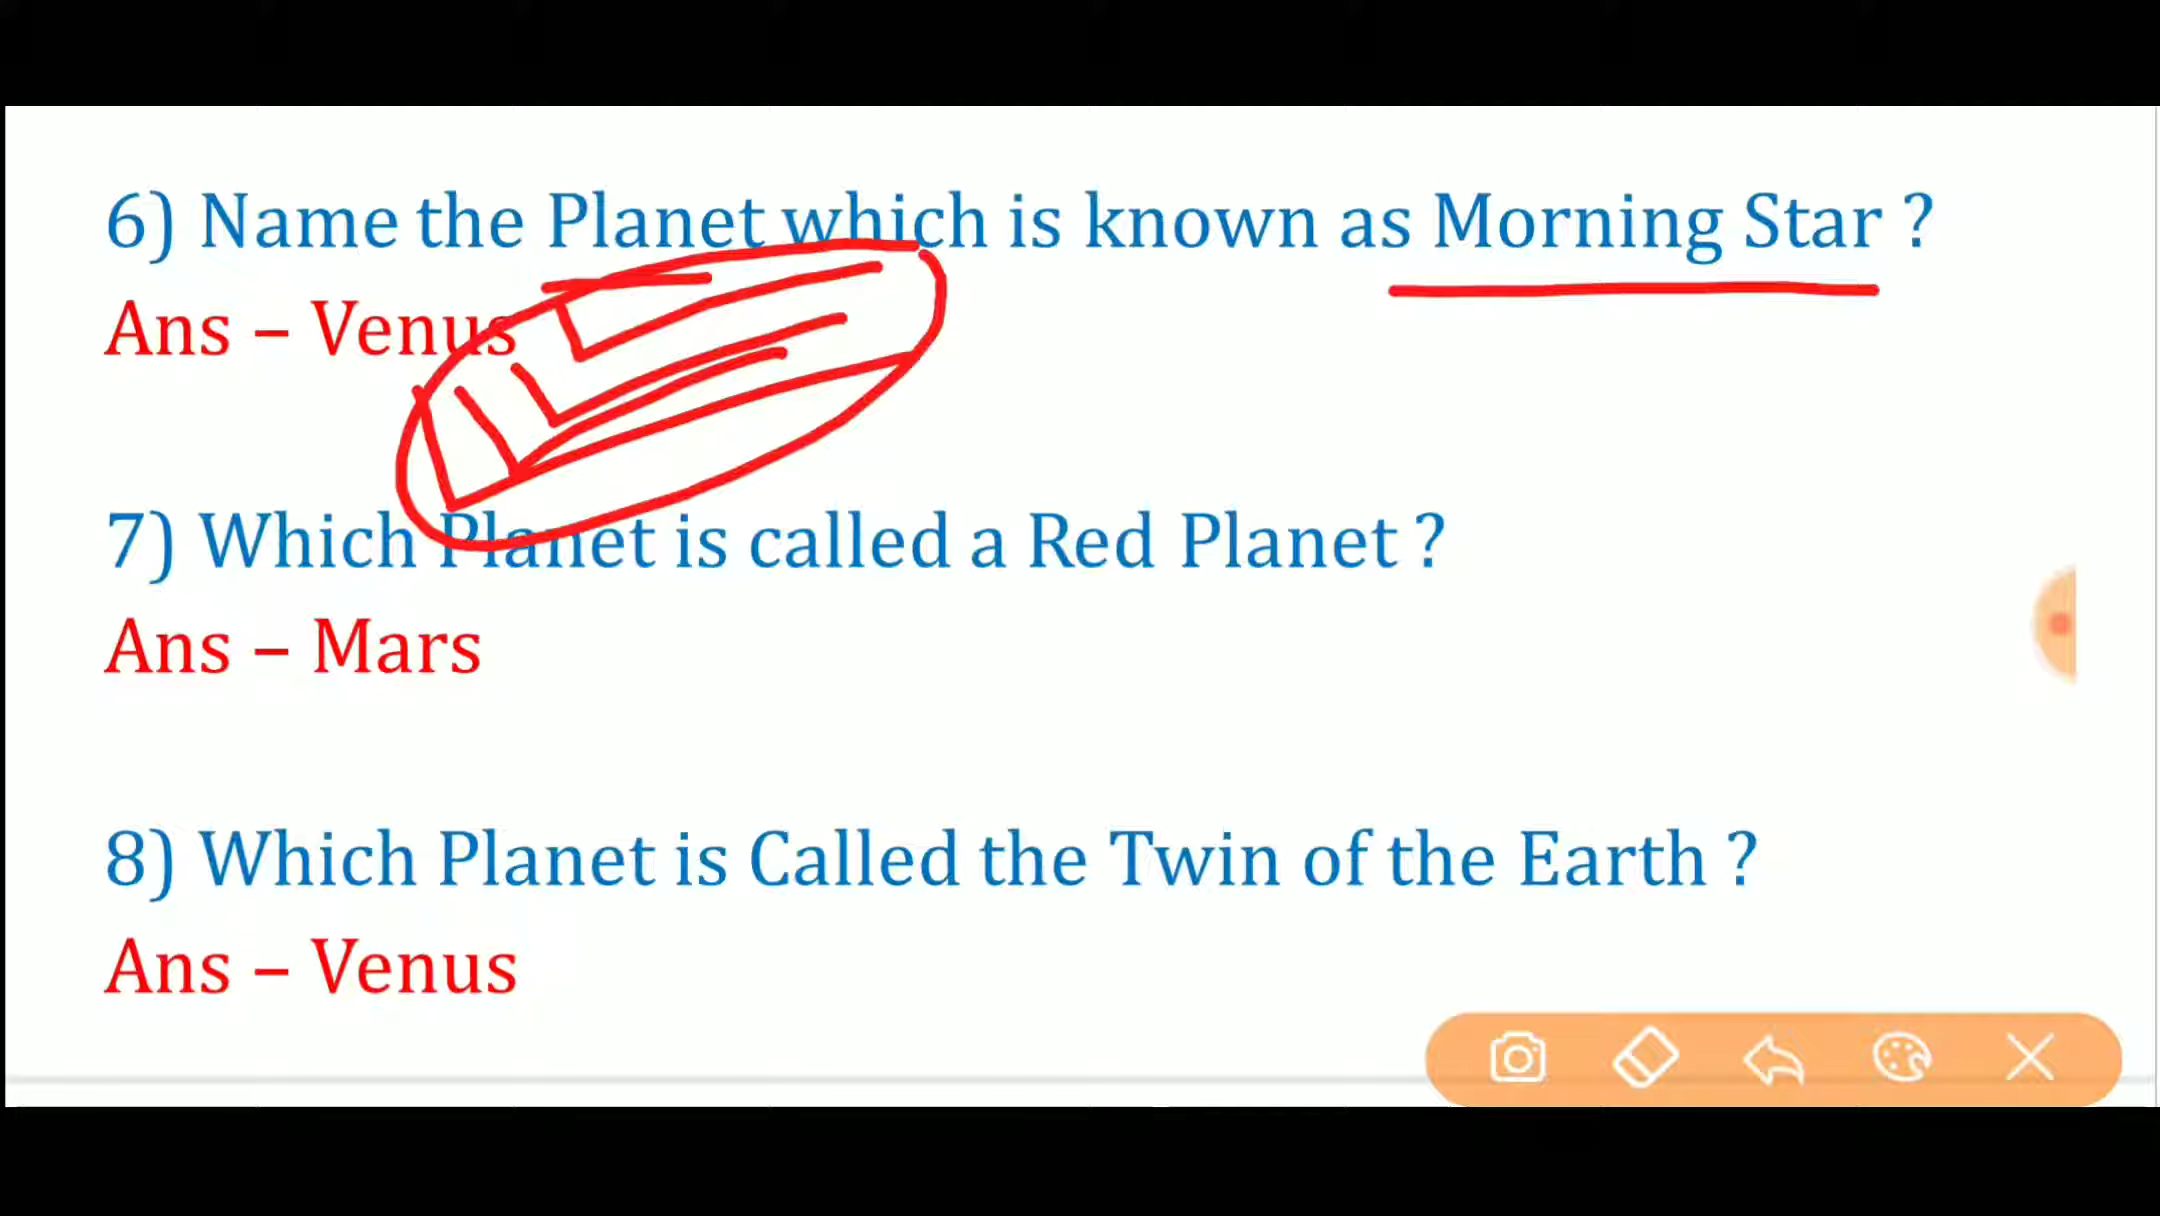 6) Name the Planet which is known as Morning Star ?
Ans – Venus
7) Which Planet is called a Red Planet ?
Ans – Mars
8) Which Planet is Called the Twin of the Earth ?
Ans – Venus